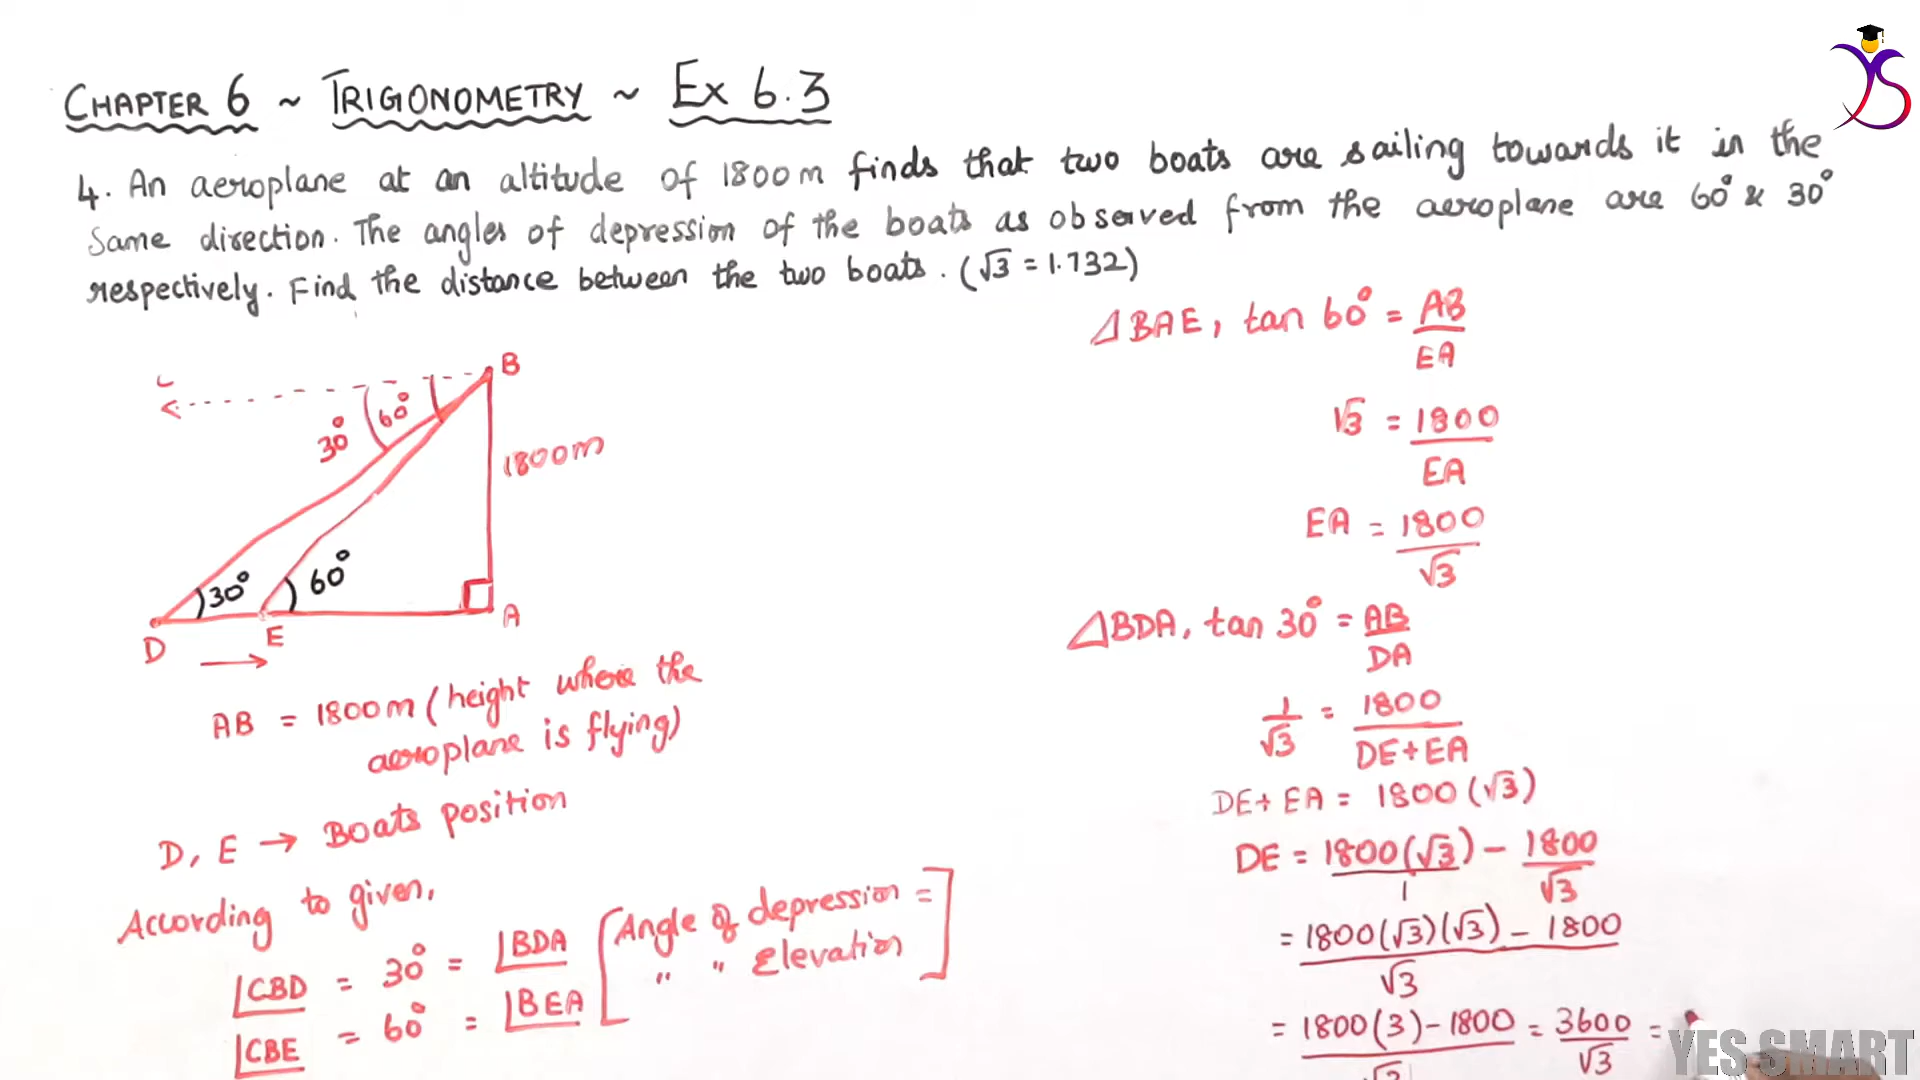 CHAPTER 6 ~ TRIGONOMETRY ~ Ex 6.3
4. An aeroplane at an altitude of 1800 m finds that two boats are sailing towards it in the
same direction. The angles of depression of the boats as observed from the aeroplane are 60° & 30°
respectively. Find the distance between the two boats. (√3 = 1.732)
B
30°
60°
1800m
30°
60°
D
E
A
AB = 1800m (height where the
aeroplane is flying)
D, E → Boats position
According to given,
∠CBD = 30° = ∠BDA
∠CBE = 60° = ∠BEA
[Angle of depression =
" " Elevation]
△BAE, tan 60° = AB/EA
√3 = 1800/EA
EA = 1800/√3
△BDA, tan 30° = AB/DA
1/√3 = 1800/DE+EA
DE+EA = 1800(√3)
DE = 1800(√3)/1 − 1800/√3
= 1800(√3)(√3) − 1800/√3
= 1800(3) − 1800/√3 = 3600/√3 =
YES SMART